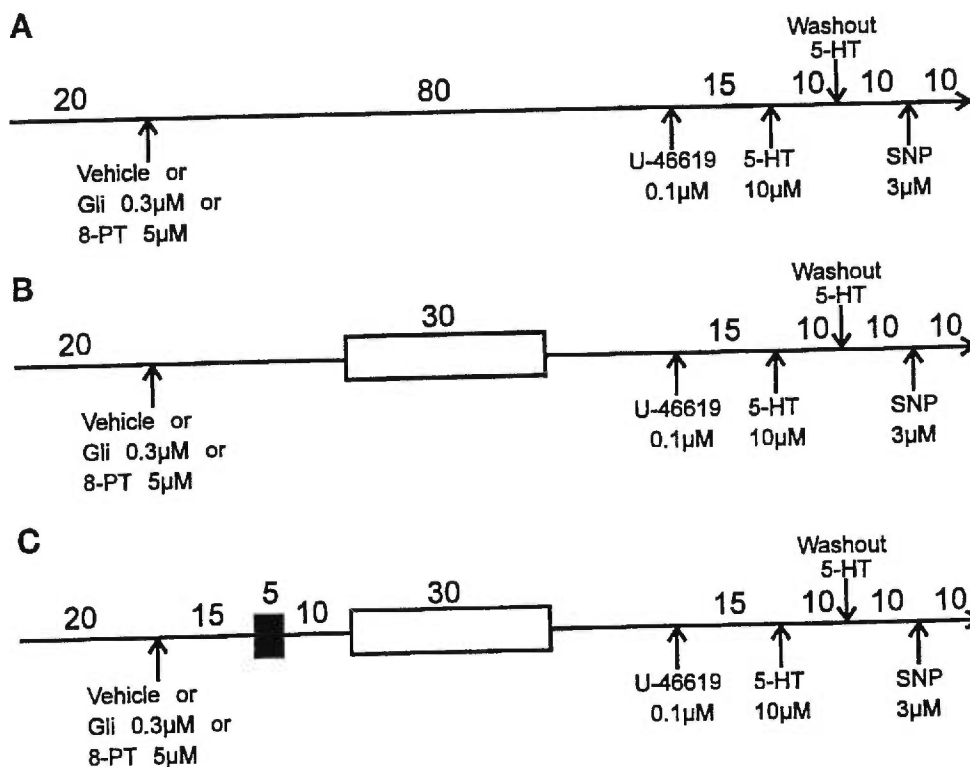 A
Washout
5-HT
20 80 15 10 10 10
Vehicle or
Gli 0.3µM or
8-PT 5µM
U-46619
0.1µM
5-HT
10µM
SNP
3µM
B
Washout
5-HT
20 30 15 10 10 10
Vehicle or
Gli 0.3µM or
8-PT 5µM
U-46619
0.1µM
5-HT
10µM
SNP
3µM
C
Washout
5-HT
20 15 5 10 30 15 10 10 10
Vehicle or
Gli 0.3µM or
8-PT 5µM
U-46619
0.1µM
5-HT
10µM
SNP
3µM